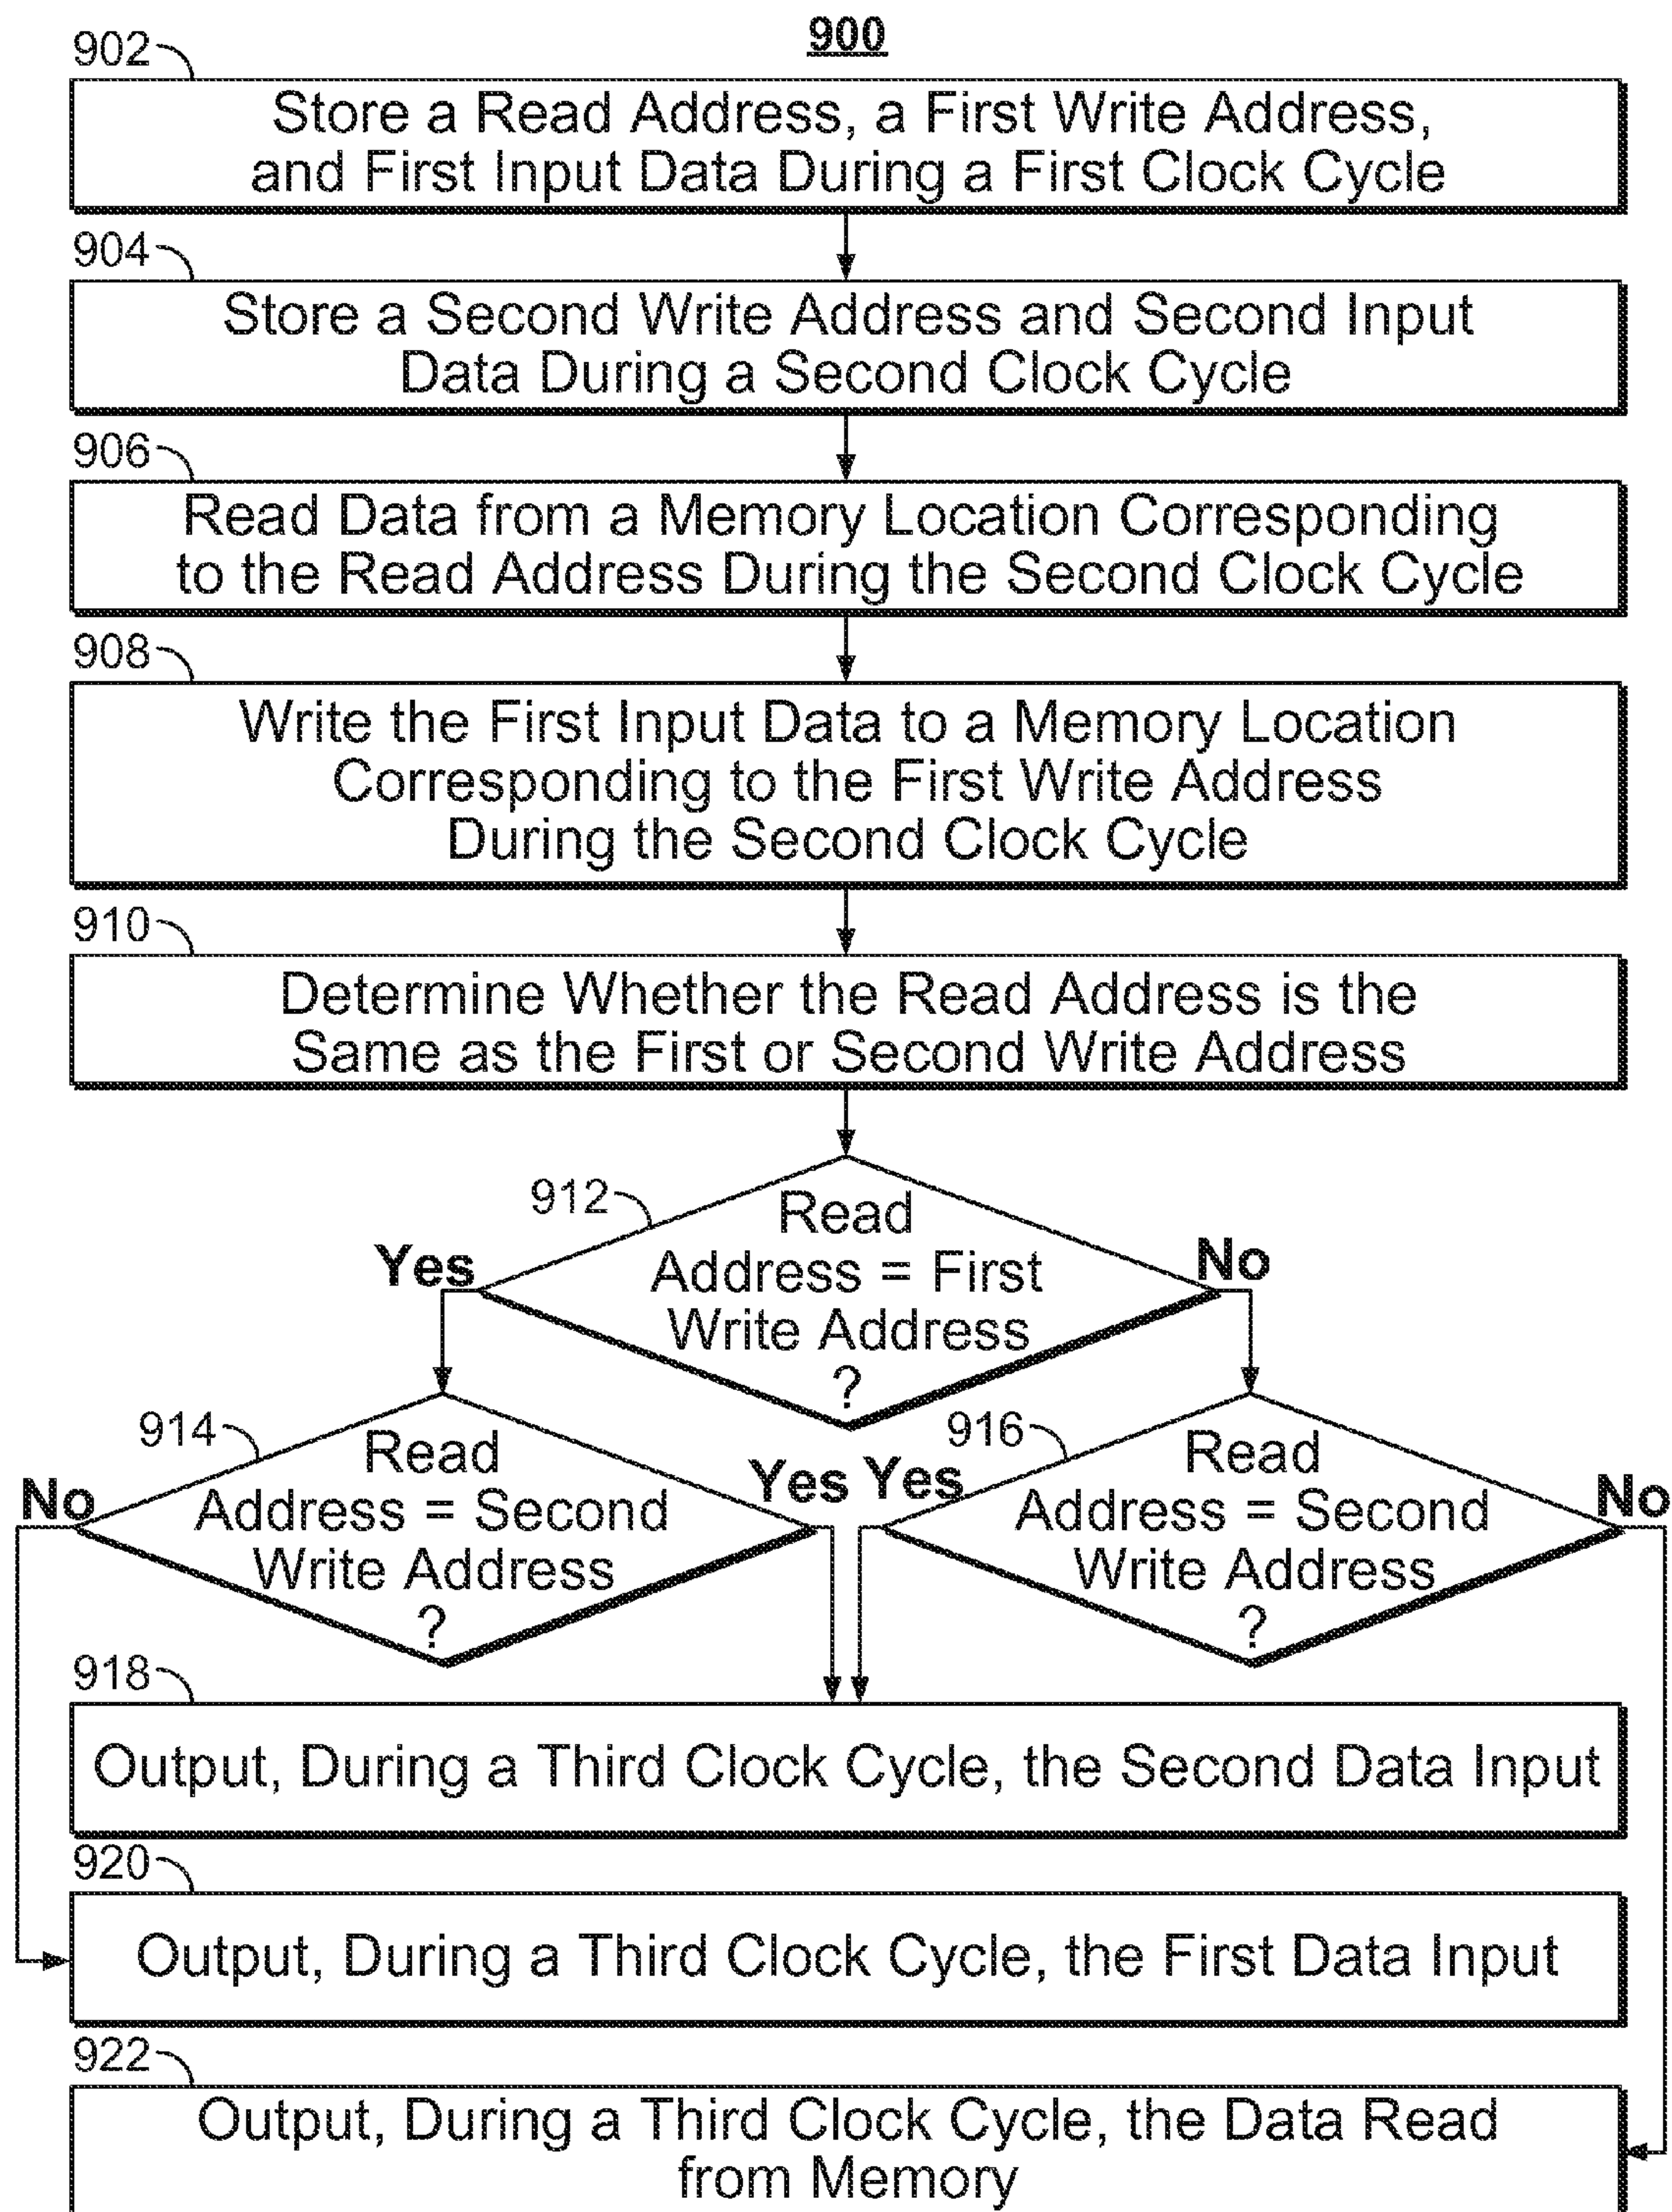 900
902
Store a Read Address, a First Write Address,
and First Input Data During a First Clock Cycle
904
Store a Second Write Address and Second Input
Data During a Second Clock Cycle
906
Read Data from a Memory Location Corresponding
to the Read Address During the Second Clock Cycle
908
Write the First Input Data to a Memory Location
Corresponding to the First Write Address
During the Second Clock Cycle
910
Determine Whether the Read Address is the
Same as the First or Second Write Address
912
Read
Address = First
Write Address
?
Yes
No
914
Read
Address = Second
Write Address
?
No
Yes
916
Read
Address = Second
Write Address
?
Yes
No
918
Output, During a Third Clock Cycle, the Second Data Input
920
Output, During a Third Clock Cycle, the First Data Input
922
Output, During a Third Clock Cycle, the Data Read
from Memory